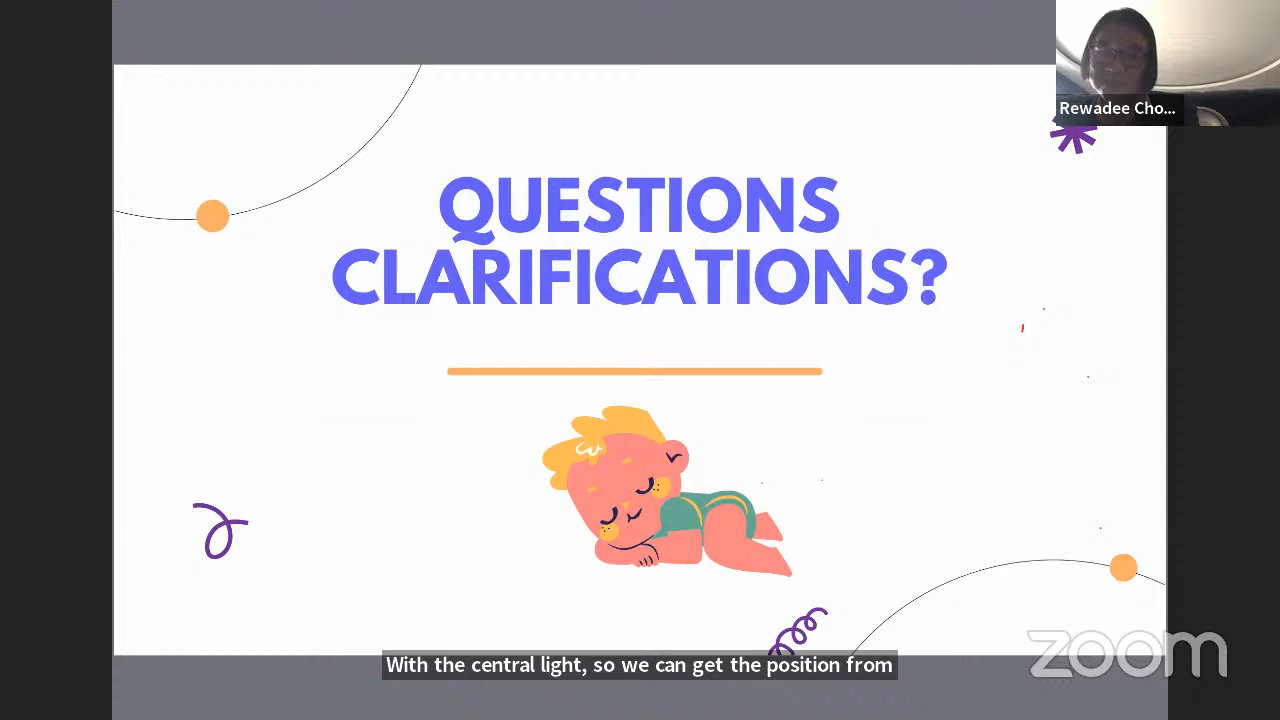 Rewadee Cho...
QUESTIONS
CLARIFICATIONS?
zoom
With the central light, so we can get the position from